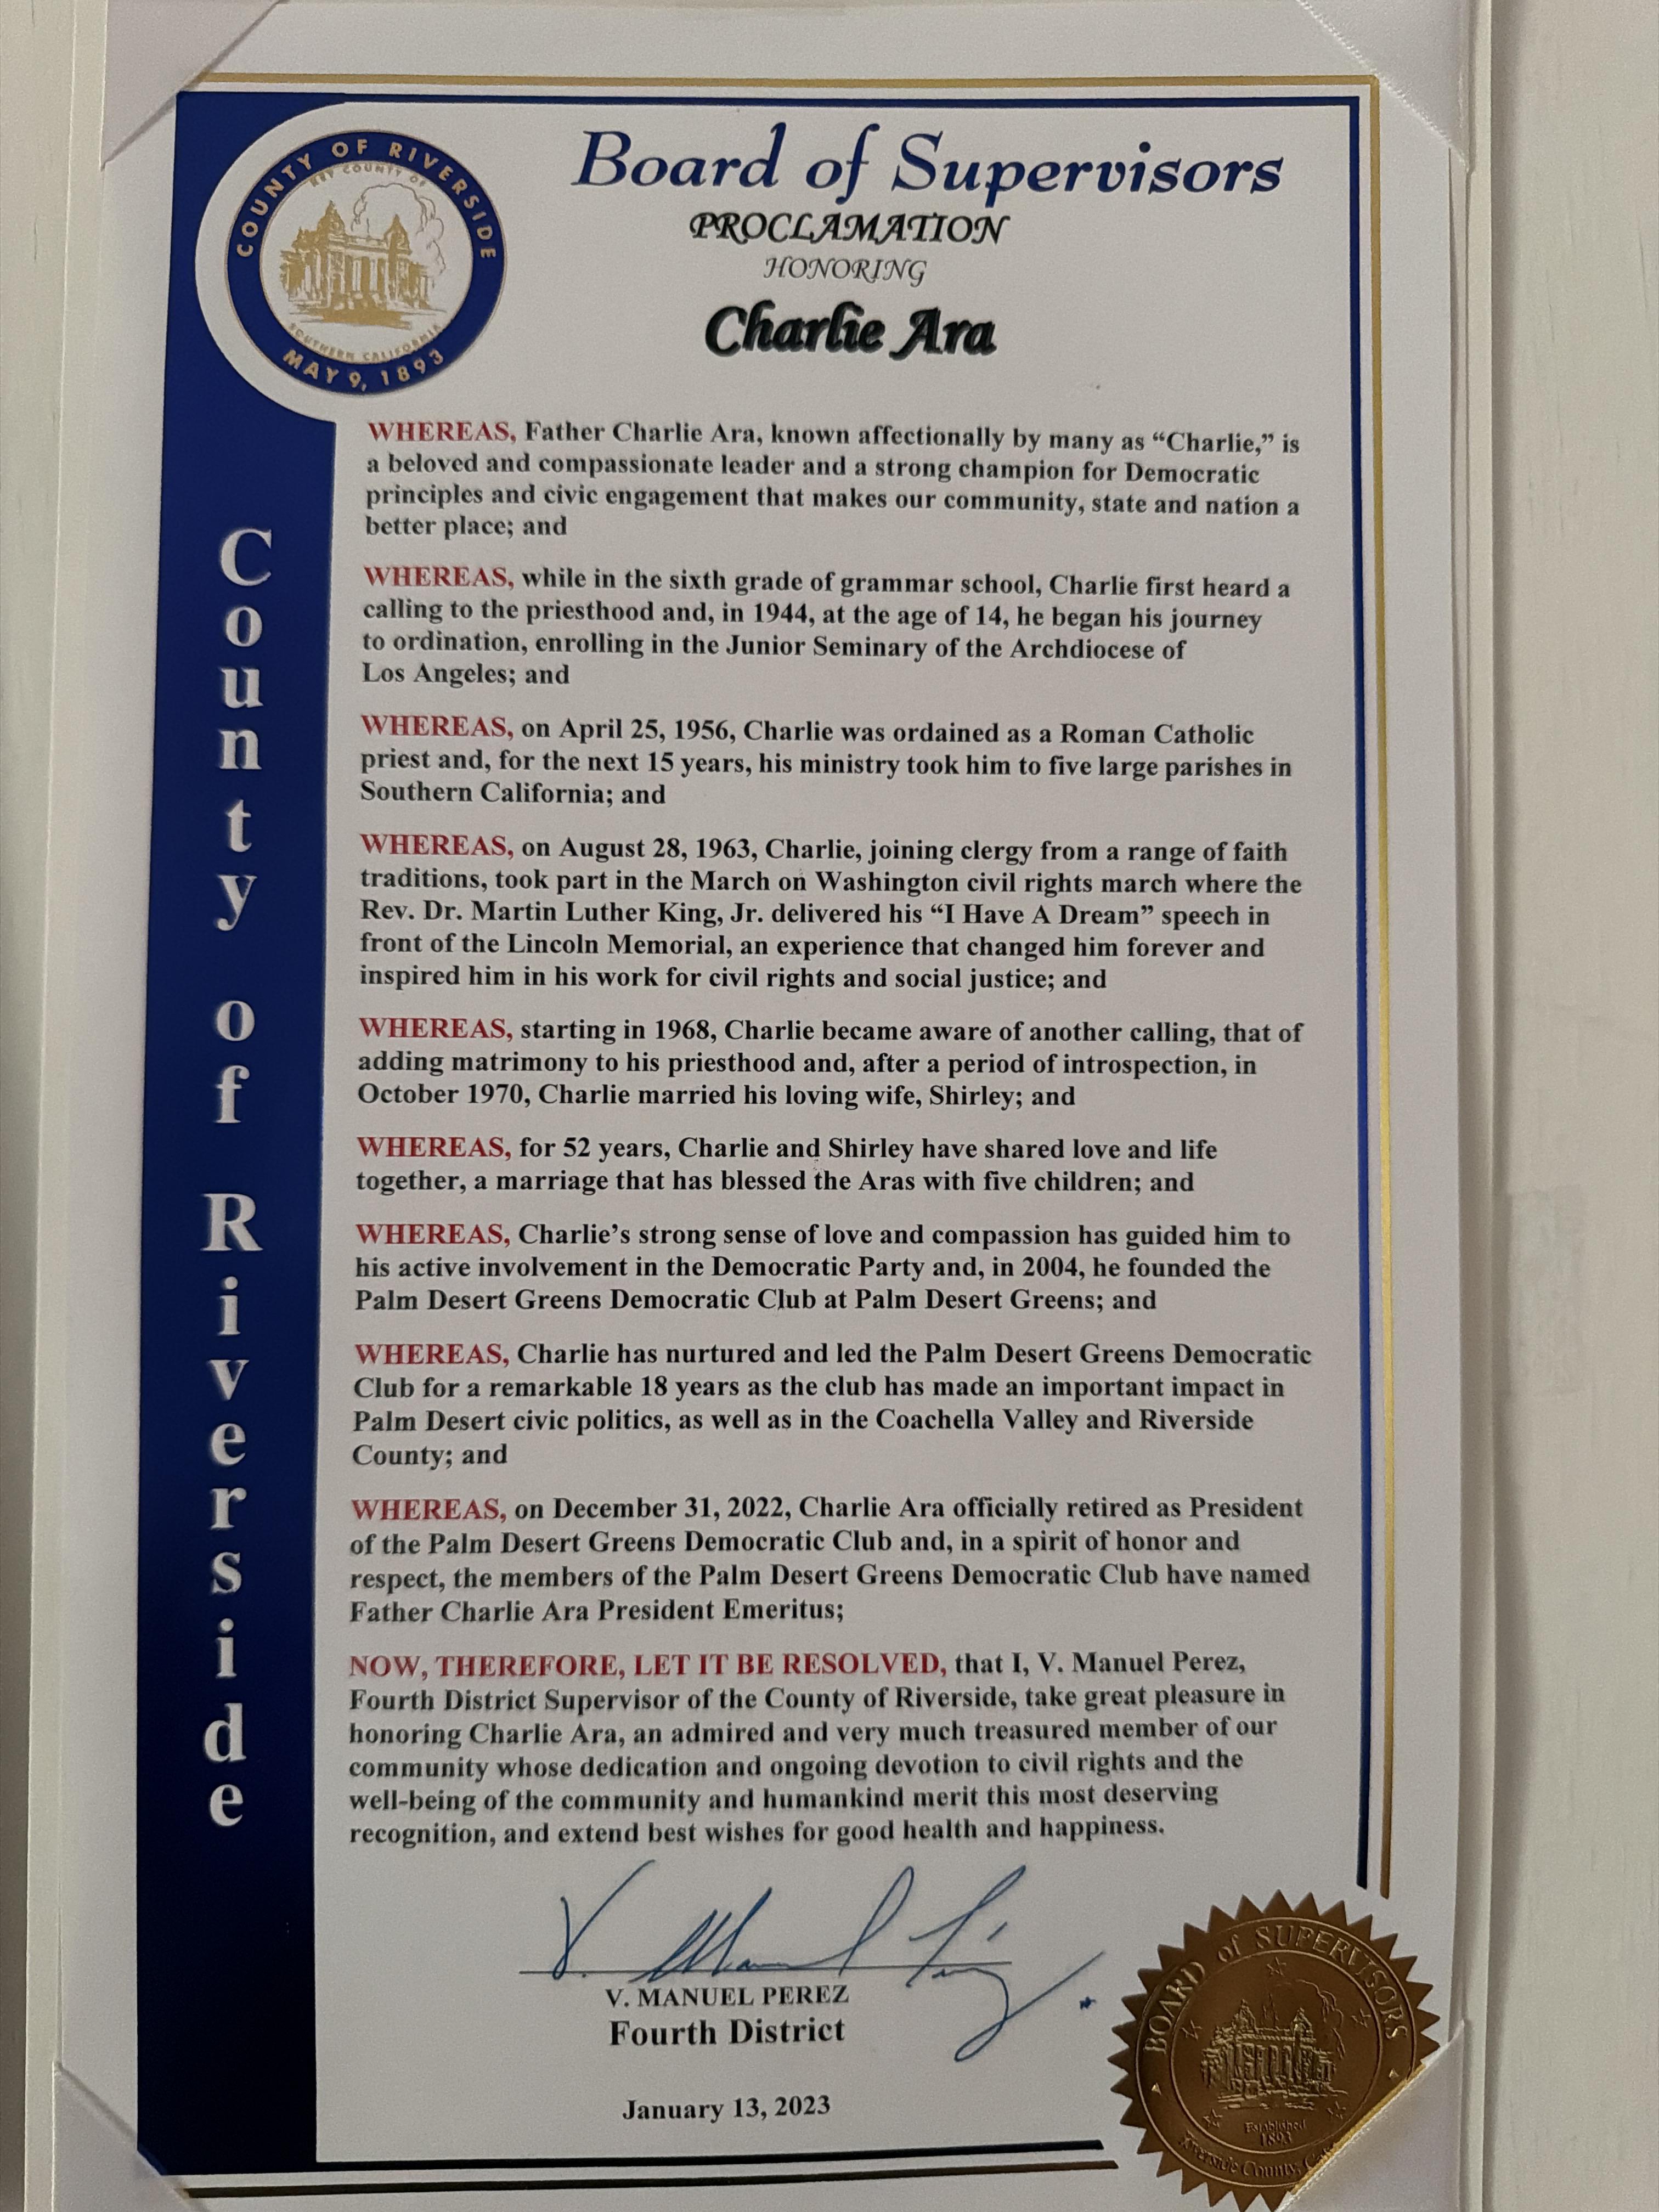 COUNTY OF RIVERSIDE
COUNTY OF
SOUTHERN CALIFORNIA
MAY 9, 1893
Board of Supervisors
PROCLAMATION
HONORING
Charlie Ara
County of Riverside
WHEREAS, Father Charlie Ara, known affectionally by many as “Charlie,” is
a beloved and compassionate leader and a strong champion for Democratic
principles and civic engagement that makes our community, state and nation a
better place; and
WHEREAS, while in the sixth grade of grammar school, Charlie first heard a
calling to the priesthood and, in 1944, at the age of 14, he began his journey
to ordination, enrolling in the Junior Seminary of the Archdiocese of
Los Angeles; and
WHEREAS, on April 25, 1956, Charlie was ordained as a Roman Catholic
priest and, for the next 15 years, his ministry took him to five large parishes in
Southern California; and
WHEREAS, on August 28, 1963, Charlie, joining clergy from a range of faith
traditions, took part in the March on Washington civil rights march where the
Rev. Dr. Martin Luther King, Jr. delivered his “I Have A Dream” speech in
front of the Lincoln Memorial, an experience that changed him forever and
inspired him in his work for civil rights and social justice; and
WHEREAS, starting in 1968, Charlie became aware of another calling, that of
adding matrimony to his priesthood and, after a period of introspection, in
October 1970, Charlie married his loving wife, Shirley; and
WHEREAS, for 52 years, Charlie and Shirley have shared love and life
together, a marriage that has blessed the Aras with five children; and
WHEREAS, Charlie’s strong sense of love and compassion has guided him to
his active involvement in the Democratic Party and, in 2004, he founded the
Palm Desert Greens Democratic Club at Palm Desert Greens; and
WHEREAS, Charlie has nurtured and led the Palm Desert Greens Democratic
Club for a remarkable 18 years as the club has made an important impact in
Palm Desert civic politics, as well as in the Coachella Valley and Riverside
County; and
WHEREAS, on December 31, 2022, Charlie Ara officially retired as President
of the Palm Desert Greens Democratic Club and, in a spirit of honor and
respect, the members of the Palm Desert Greens Democratic Club have named
Father Charlie Ara President Emeritus;
NOW, THEREFORE, LET IT BE RESOLVED, that I, V. Manuel Perez,
Fourth District Supervisor of the County of Riverside, take great pleasure in
honoring Charlie Ara, an admired and very much treasured member of our
community whose dedication and ongoing devotion to civil rights and the
well-being of the community and humankind merit this most deserving
recognition, and extend best wishes for good health and happiness.
V. MANUEL PEREZ
Fourth District
January 13, 2023
BOARD of SUPERVISORS
Established
1893
Riverside County,